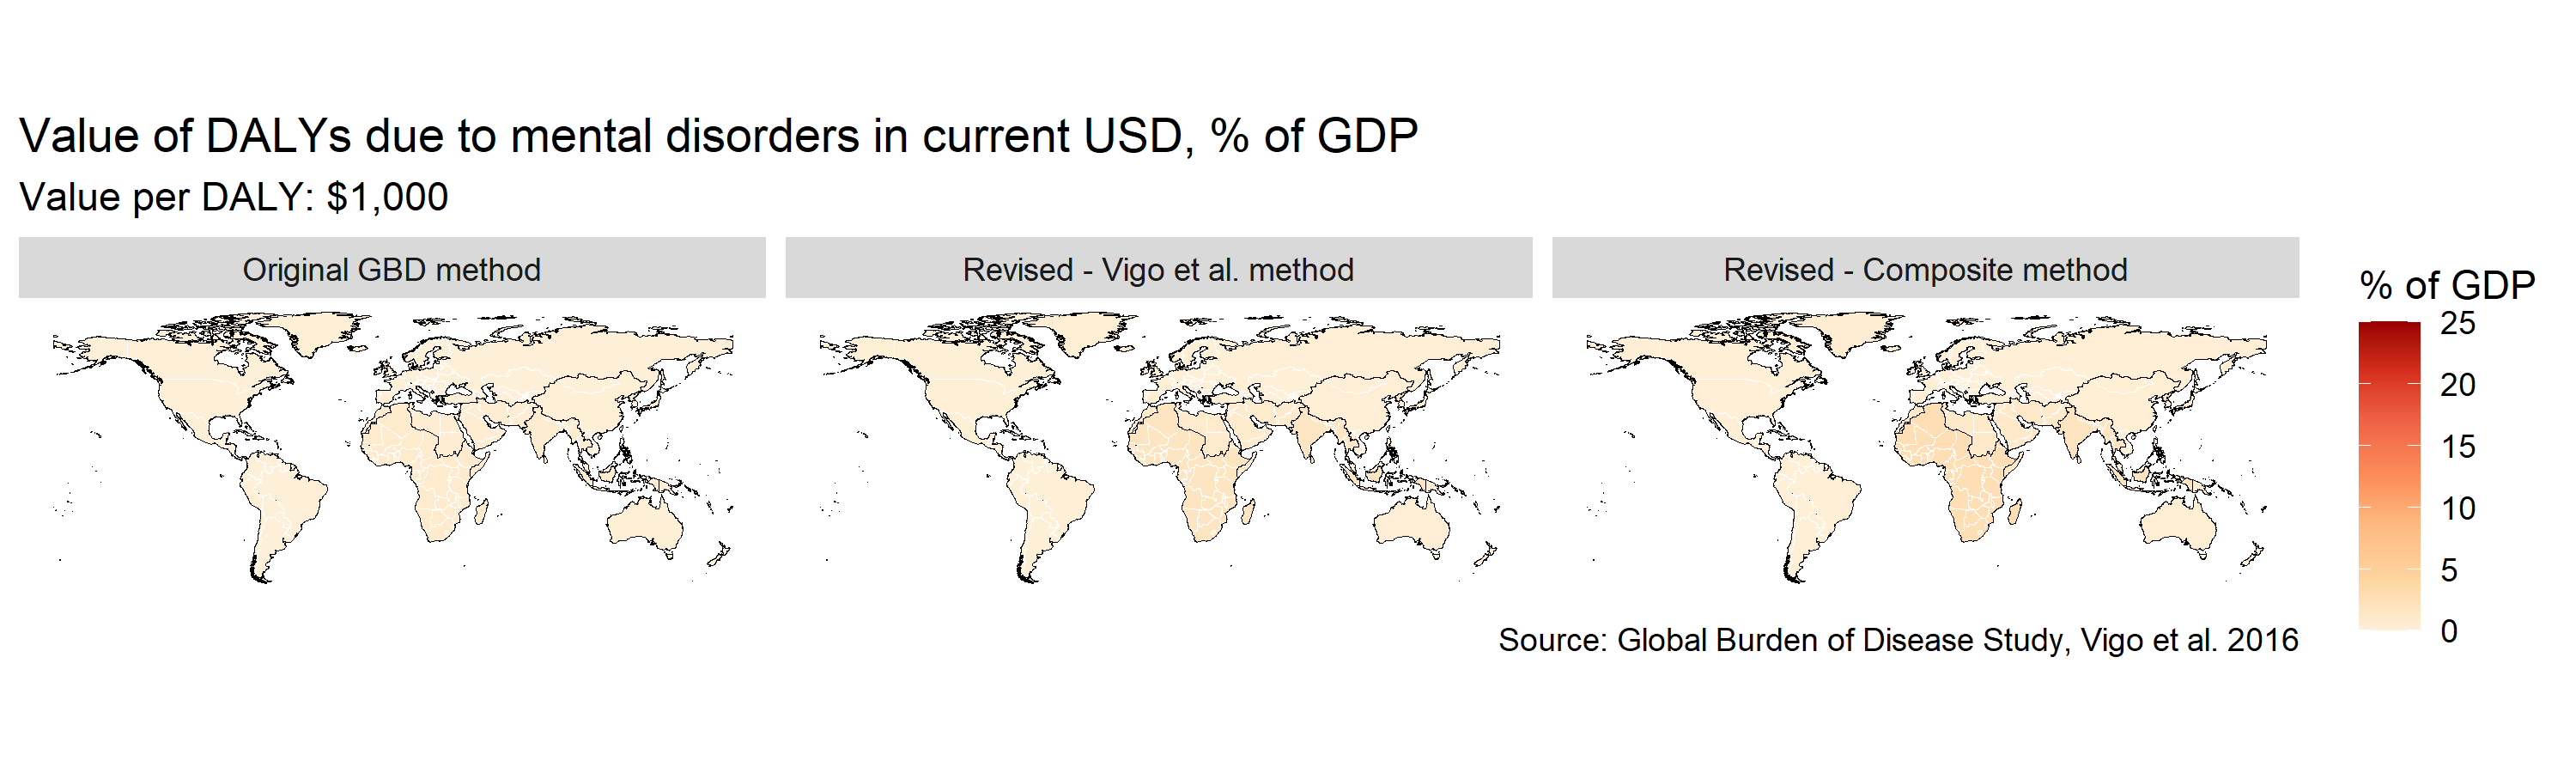 Value of DALYs due to mental disorders in current USD, % of GDP
Value per DALY: $1,000
Original GBD method
Revised - Vigo et al. method
Revised - Composite method
% of GDP
25
20
15
10
5
0
Source: Global Burden of Disease Study, Vigo et al. 2016